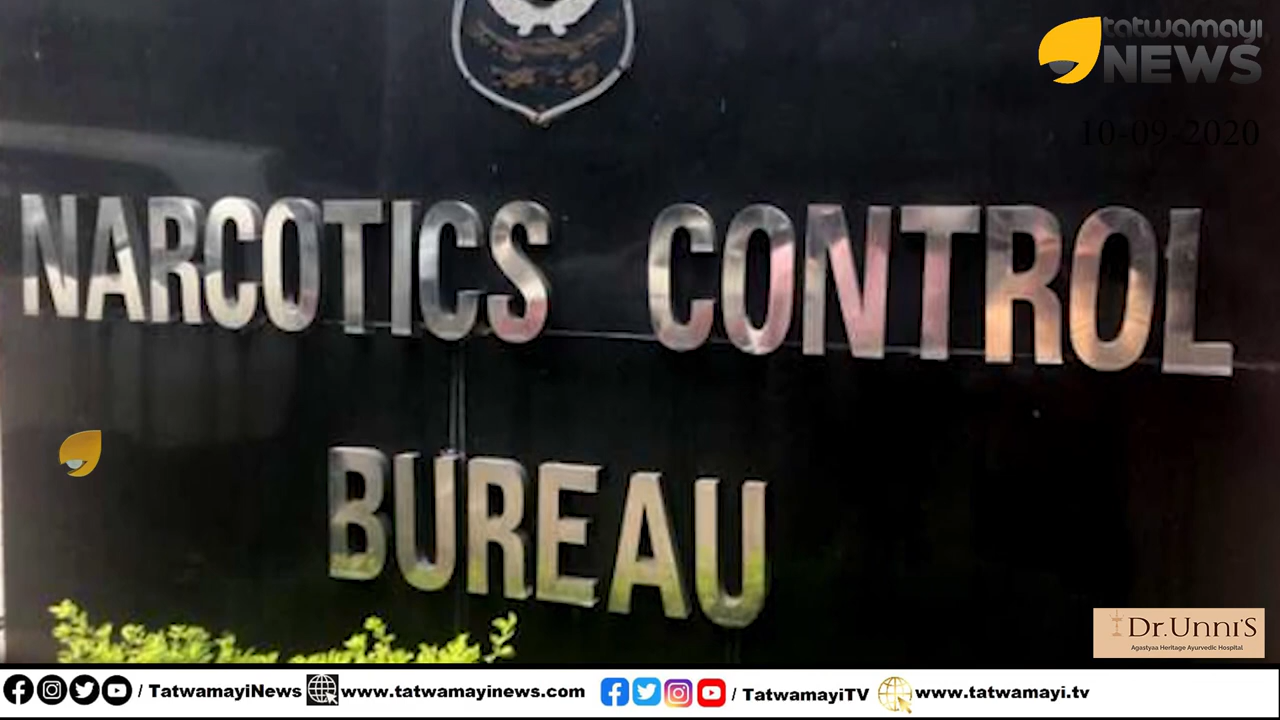 tatwamayi
NEWS
10-09-2020
NARCOTICS CONTROL
BUREAU
Dr.UNNI'S
Agastyaa Heritage Ayurvedic Hospital
/ TatwamayiNews www.tatwamayinews.com / TatwamayiTV www.tatwamayi.tv